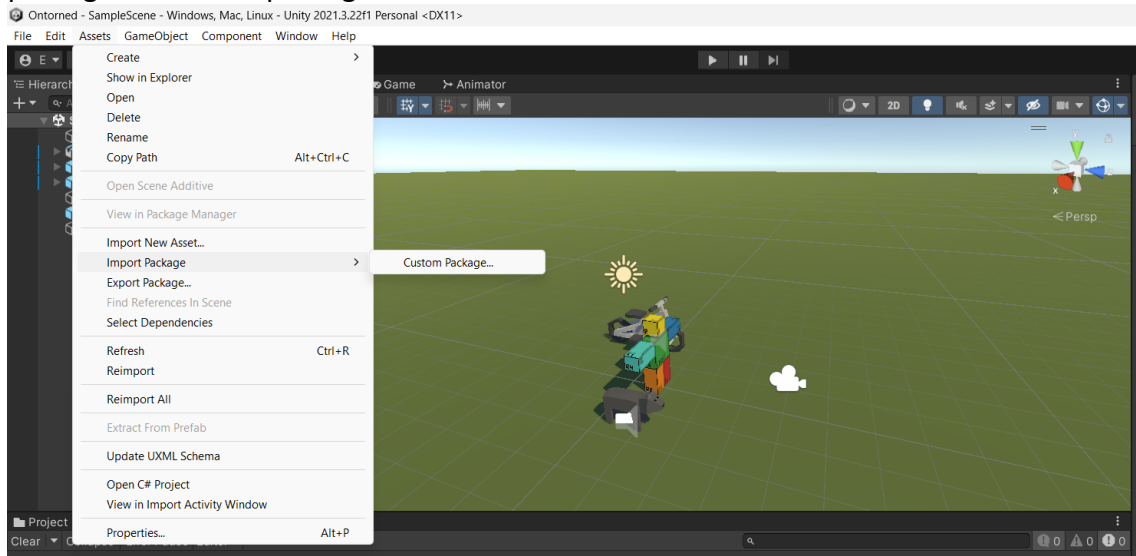 Ontorned - SampleScene - Windows, Mac, Linux - Unity 2021.3.22f1 Personal <DX11>
File Edit Assets GameObject Component Window Help
E
Hierarch
Game Animator
2D
Create
Show in Explorer
Open
Delete
Rename
Copy Path Alt+Ctrl+C
Open Scene Additive
View in Package Manager
Import New Asset...
Import Package
Custom Package...
Export Package...
Find References In Scene
Select Dependencies
Refresh Ctrl+R
Reimport
Reimport All
Extract From Prefab
Update UXML Schema
Open C# Project
View in Import Activity Window
Properties... Alt+P
y
x
Persp
Project
Clear
0 0 0